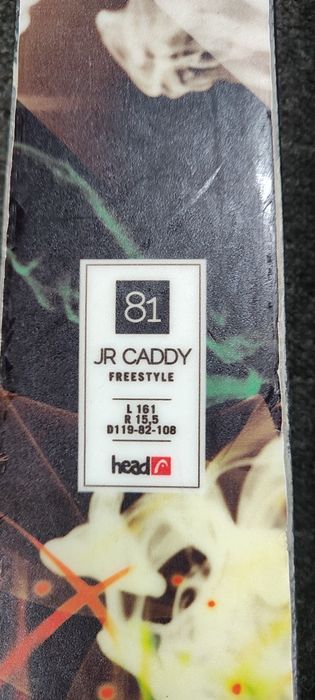 81
JR CADDY
FREESTYLE
L 161
R 15,5
D119-82-108
head